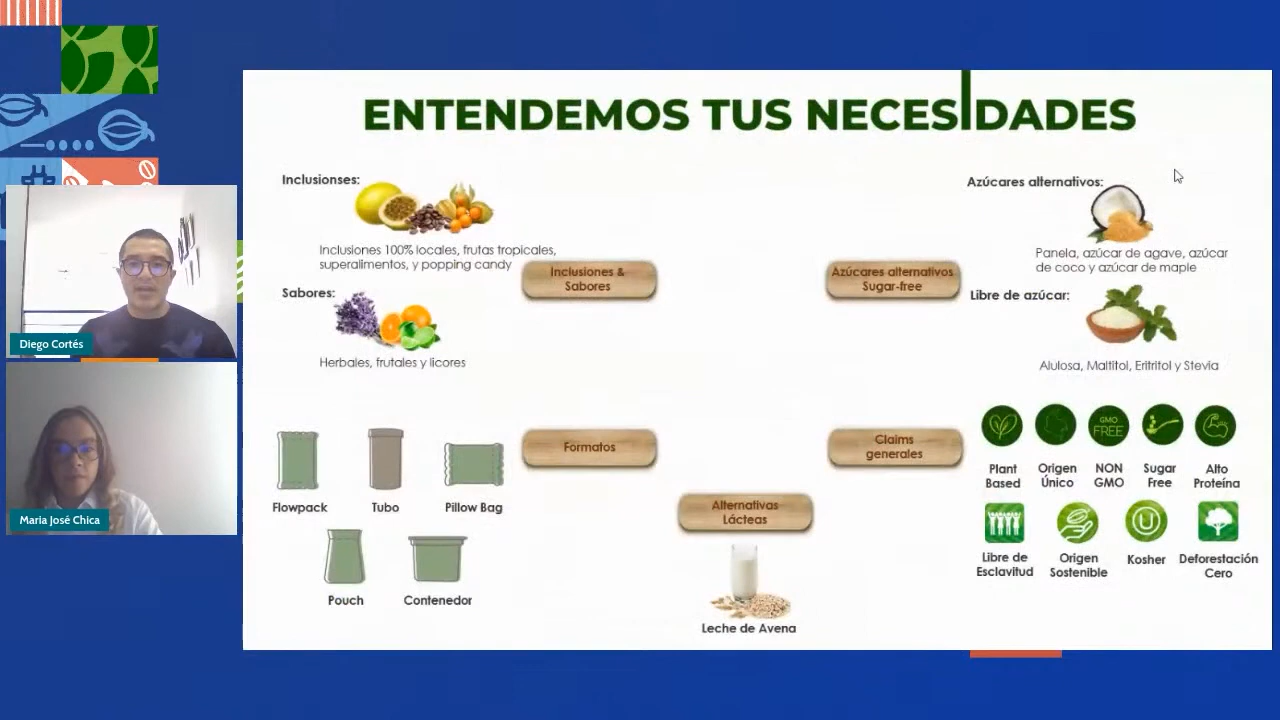 ENTENDEMOS TUS NECESIDADES
Inclusionses:
Inclusiones 100% locales, frutas tropicales,
superalimentos, y popping candy
Sabores:
Herbales, frutales y licores
Inclusiones &
Sabores
Azúcares alternativos
Sugar-free
Azúcares alternativos:
Panela, azúcar de agave, azúcar
de coco y azúcar de maple
Libre de azúcar:
Alulosa, Maltitol, Eritritol y Stevia
Diego Cortés
Maria José Chica
Flowpack
Tubo
Pillow Bag
Pouch
Contenedor
Formatos
Alternativas
Lácteas
Leche de Avena
Claims
generales
GMO
FREE
Plant
Based
Origen
Único
NON
GMO
Sugar
Free
Alto
Proteína
U
Libre de
Esclavitud
Origen
Sostenible
Kosher
Deforestación
Cero